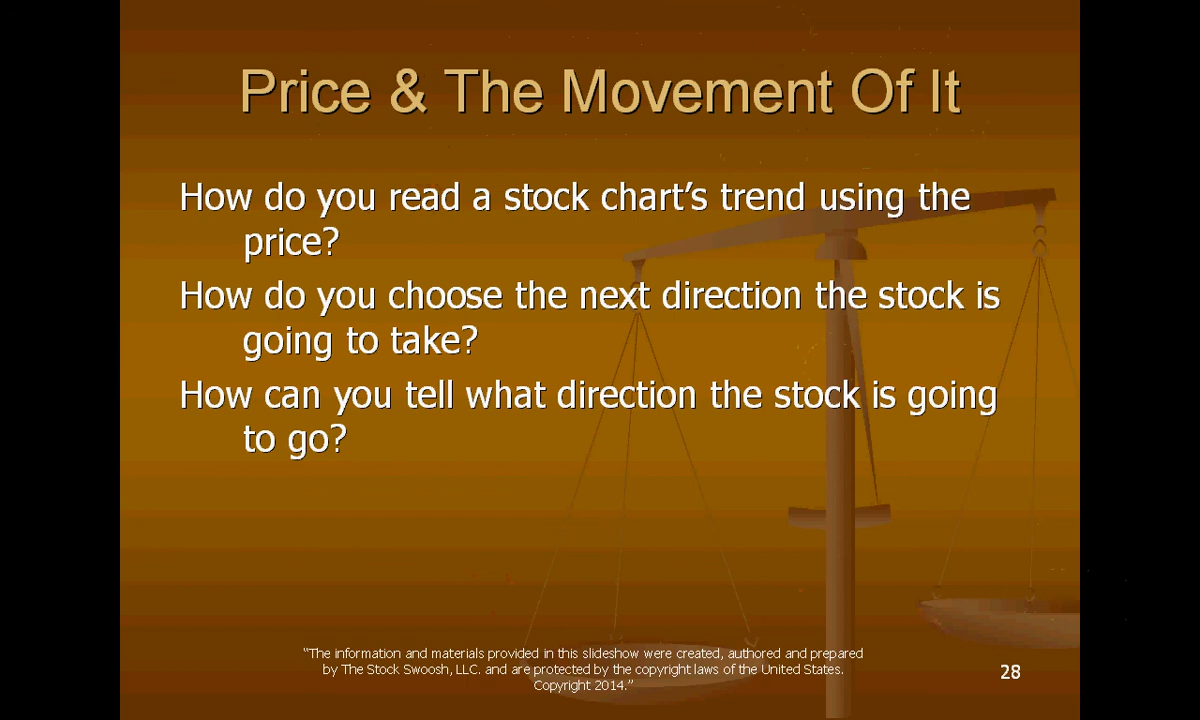 Price & The Movement Of It
How do you read a stock chart’s trend using the
price?
How do you choose the next direction the stock is
going to take?
How can you tell what direction the stock is going
to go?
“The information and materials provided in this slideshow were created, authored and prepared
by The Stock Swoosh, LLC. and are protected by the copyright laws of the United States.
Copyright 2014.”
28